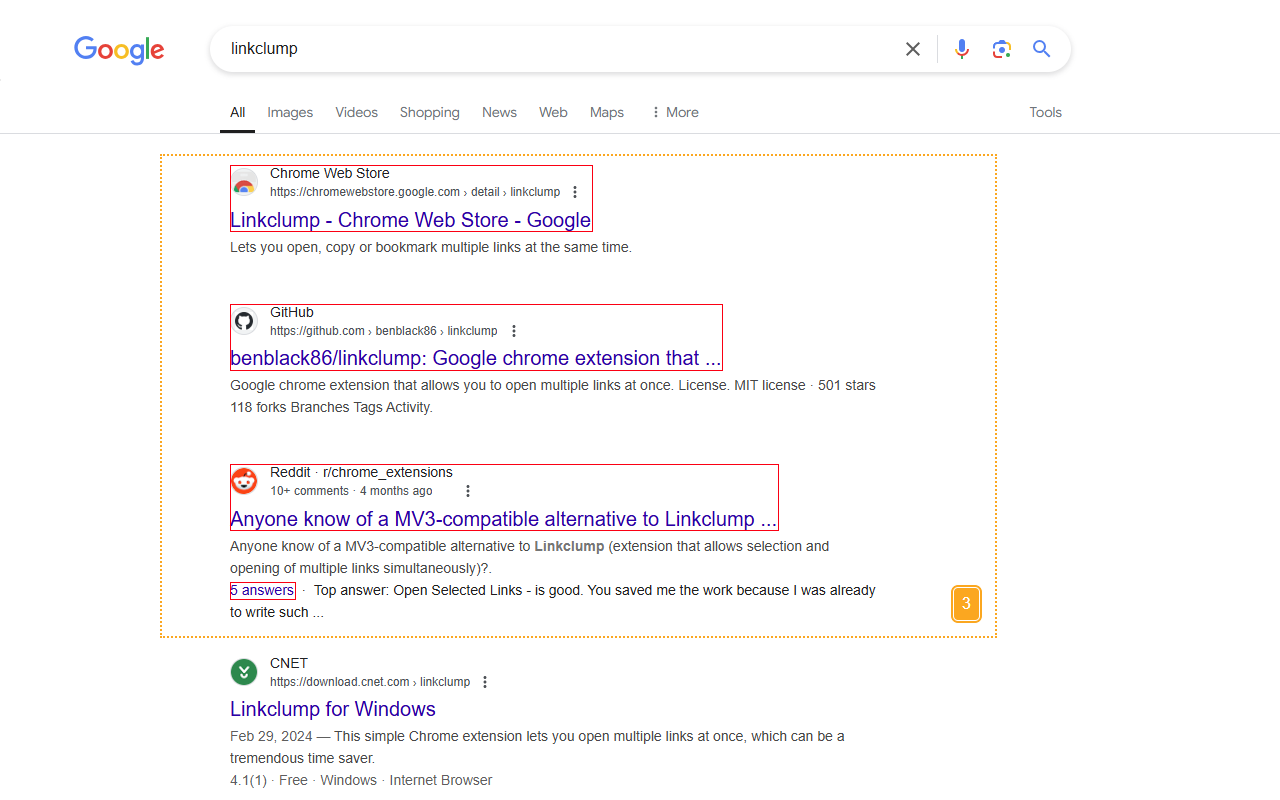 Google
linkclump
All Images Videos Shopping News Web Maps More Tools
Chrome Web Store
https://chromewebstore.google.com › detail › linkclump
Linkclump - Chrome Web Store - Google
Lets you open, copy or bookmark multiple links at the same time.
GitHub
https://github.com › benblack86 › linkclump
benblack86/linkclump: Google chrome extension that ...
Google chrome extension that allows you to open multiple links at once. License. MIT license · 501 stars
118 forks Branches Tags Activity.
Reddit · r/chrome_extensions
10+ comments · 4 months ago
Anyone know of a MV3-compatible alternative to Linkclump ...
Anyone know of a MV3-compatible alternative to Linkclump (extension that allows selection and
opening of multiple links simultaneously)?.
5 answers · Top answer: Open Selected Links - is good. You saved me the work because I was already
to write such ...
3
CNET
https://download.cnet.com › linkclump
Linkclump for Windows
Feb 29, 2024 — This simple Chrome extension lets you open multiple links at once, which can be a
tremendous time saver.
4.1(1) · Free · Windows · Internet Browser